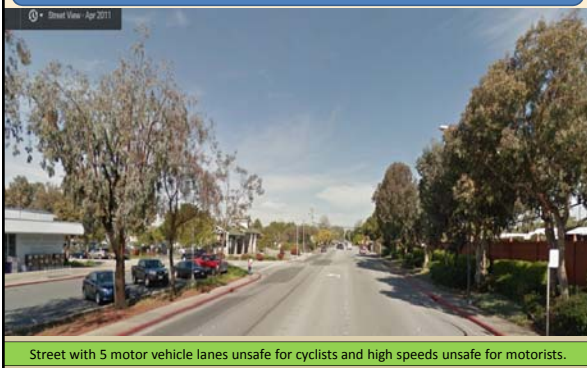 Street View - Apr 2011
Street with 5 motor vehicle lanes unsafe for cyclists and high speeds unsafe for motorists.